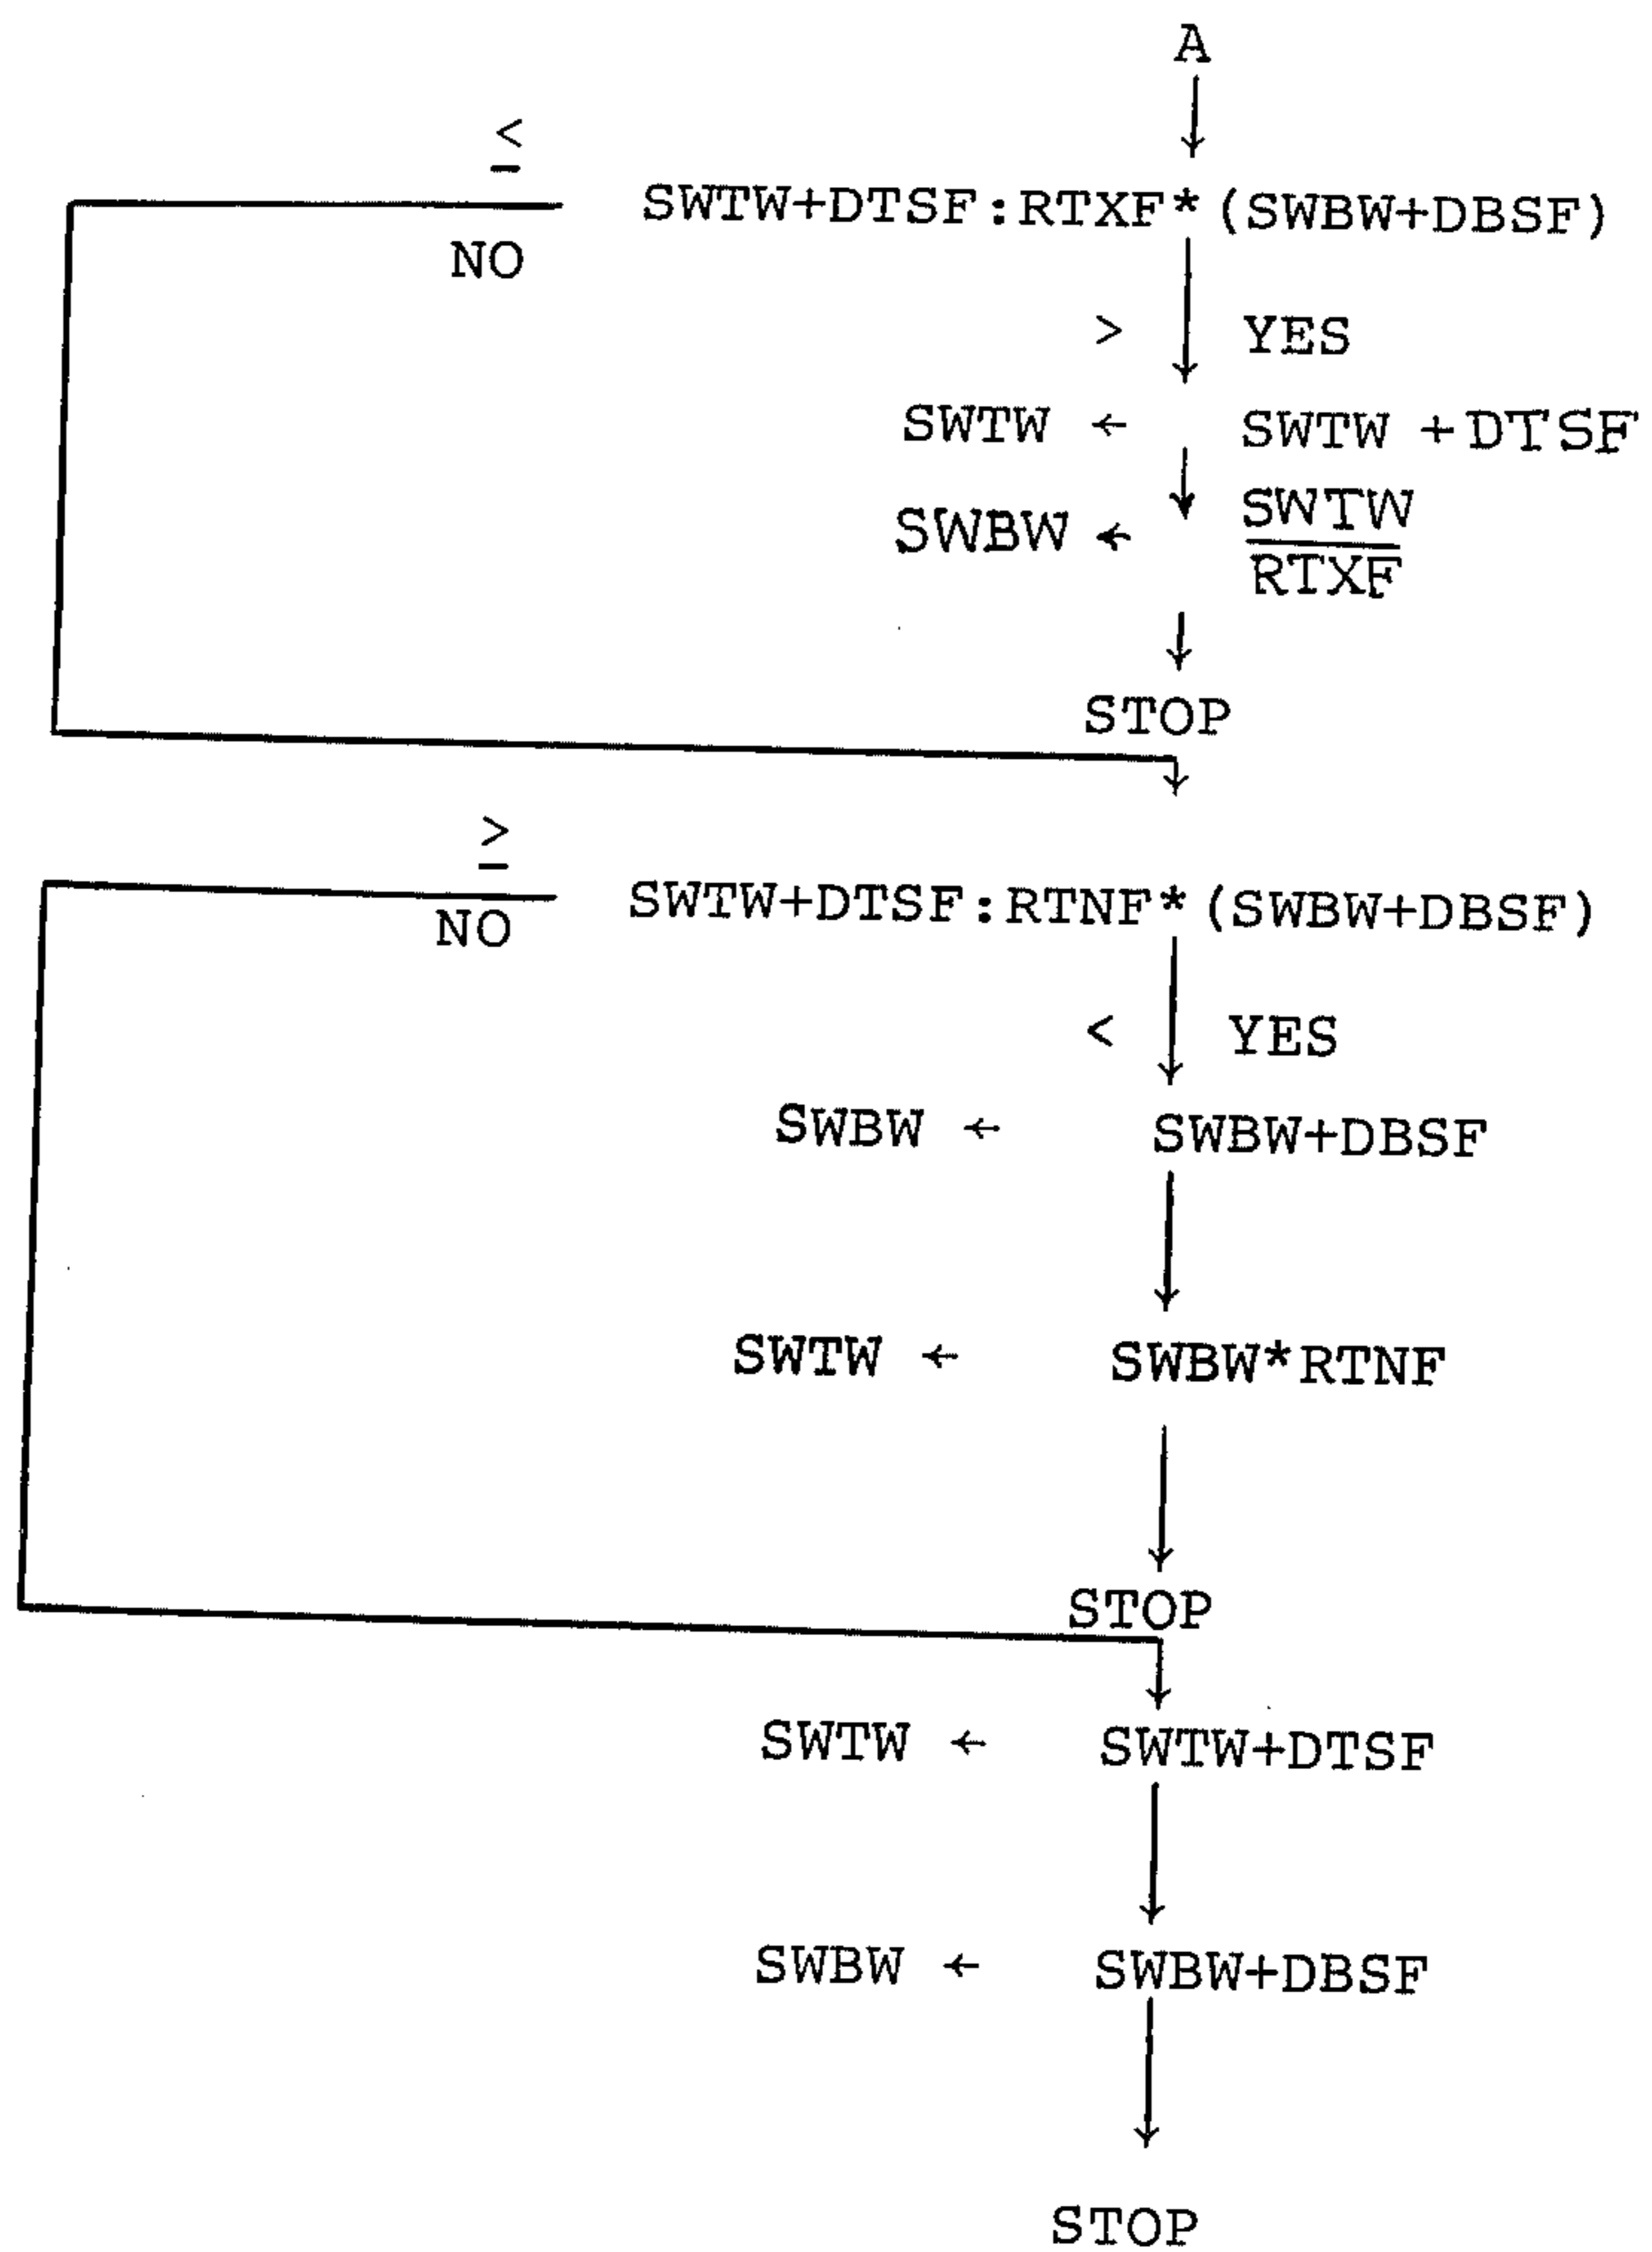 A
≤
SWTW+DTSF:RTXF*(SWBW+DBSF)
NO
> YES
SWTW ← SWTW +DTSF
SWBW ← SWTW
RTXF
STOP
≥
SWTW+DTSF:RTNF*(SWBW+DBSF)
NO
< YES
SWBW ← SWBW+DBSF
SWTW ← SWBW*RTNF
STOP
SWTW ← SWTW+DTSF
SWBW ← SWBW+DBSF
STOP